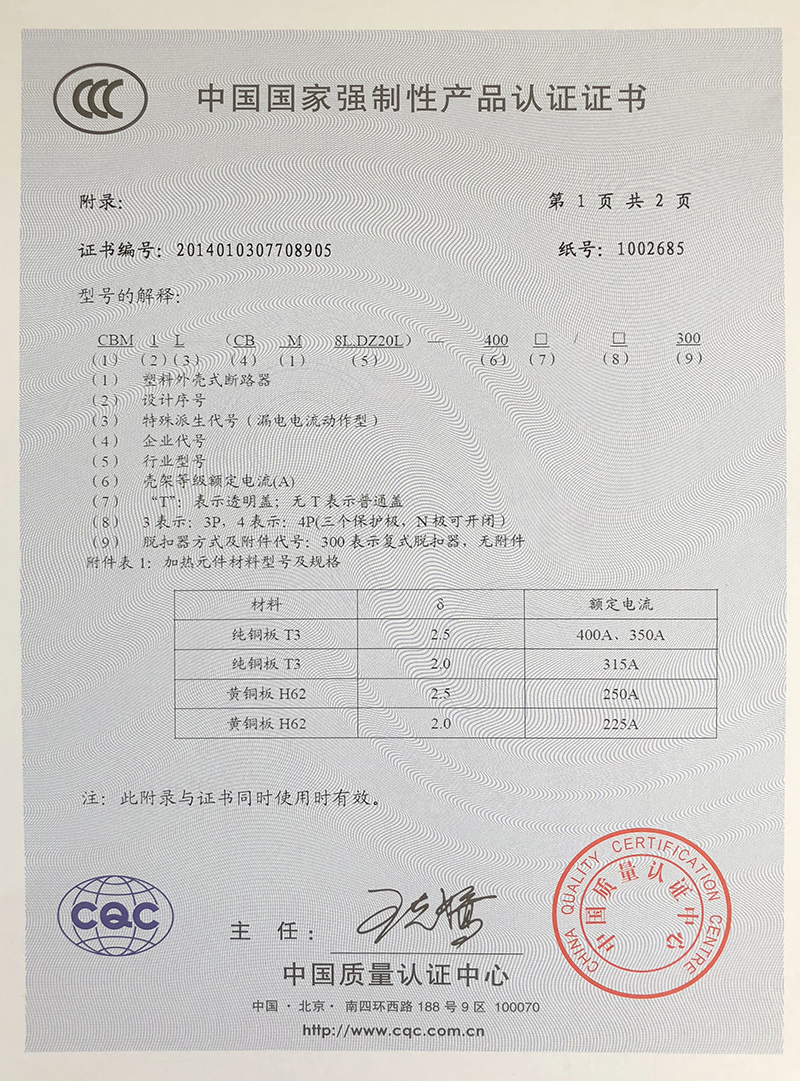 CCC
中国国家强制性产品认证证书
附录:
第 1 页 共 2 页
证书编号: 2014010307708905
纸号: 1002685
型号的解释:
CBM 1 L （CB M 8L,DZ20L）— 400 □ / □ 300
(1) (2) (3) (4) (1) (5) (6) (7) (8) (9)
(1) 塑料外壳式断路器
(2) 设计序号
(3) 特殊派生代号（漏电电流动作型）
(4) 企业代号
(5) 行业型号
(6) 壳架等级额定电流(A)
(7) “T”: 表示透明盖; 无 T 表示普通盖
(8) 3 表示: 3P, 4 表示: 4P(三个保护极, N 极可开闭)
(9) 脱扣器方式及附件代号: 300 表示复式脱扣器, 无附件
附件表 1: 加热元件材料型号及规格
材料 δ 额定电流
纯铜板 T3 2.5 400A、350A
纯铜板 T3 2.0 315A
黄铜板 H62 2.5 250A
黄铜板 H62 2.0 225A
注: 此附录与证书同时使用时有效。
CQC
主 任:
中国质量认证中心
中国·北京· 南四环西路 188 号 9 区 100070
http://www.cqc.com.cn
CHINA QUALITY CERTIFICATION CENTRE
中国质量认证中心